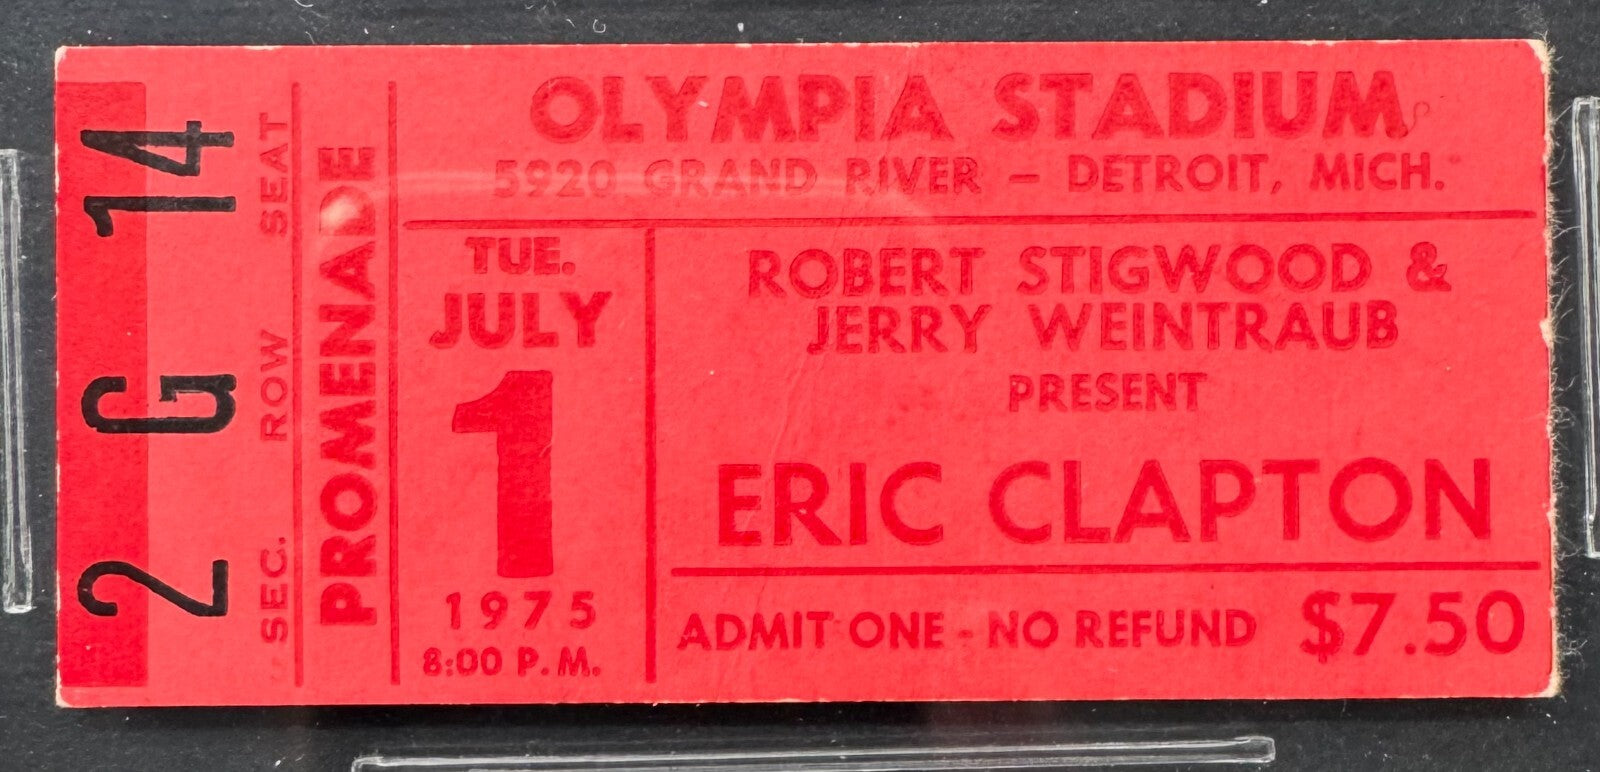 OLYMPIA STADIUM
5920 GRAND RIVER - DETROIT, MICH.
TUE.
JULY
1
1975
8:00 P.M.
ROBERT STIGWOOD &
JERRY WEINTRAUB
PRESENT
ERIC CLAPTON
ADMIT ONE - NO REFUND $7.50
PROMENADE
SEC. ROW SEAT
2 G 14